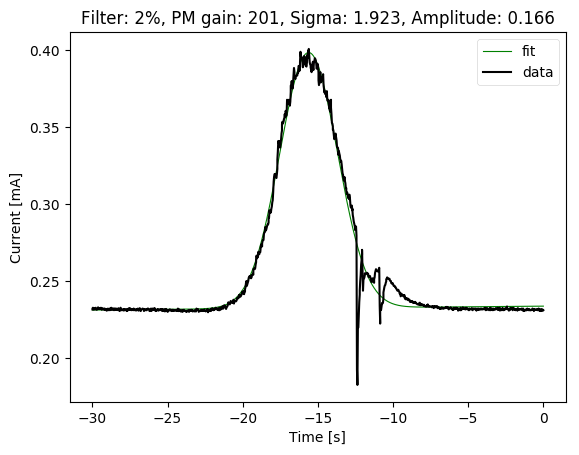 Filter: 2%, PM gain: 201, Sigma: 1.923, Amplitude: 0.166
fit
data
0.40
0.35
0.30
0.25
0.20
Current [mA]
−30
−25
−20
−15
−10
−5
0
Time [s]